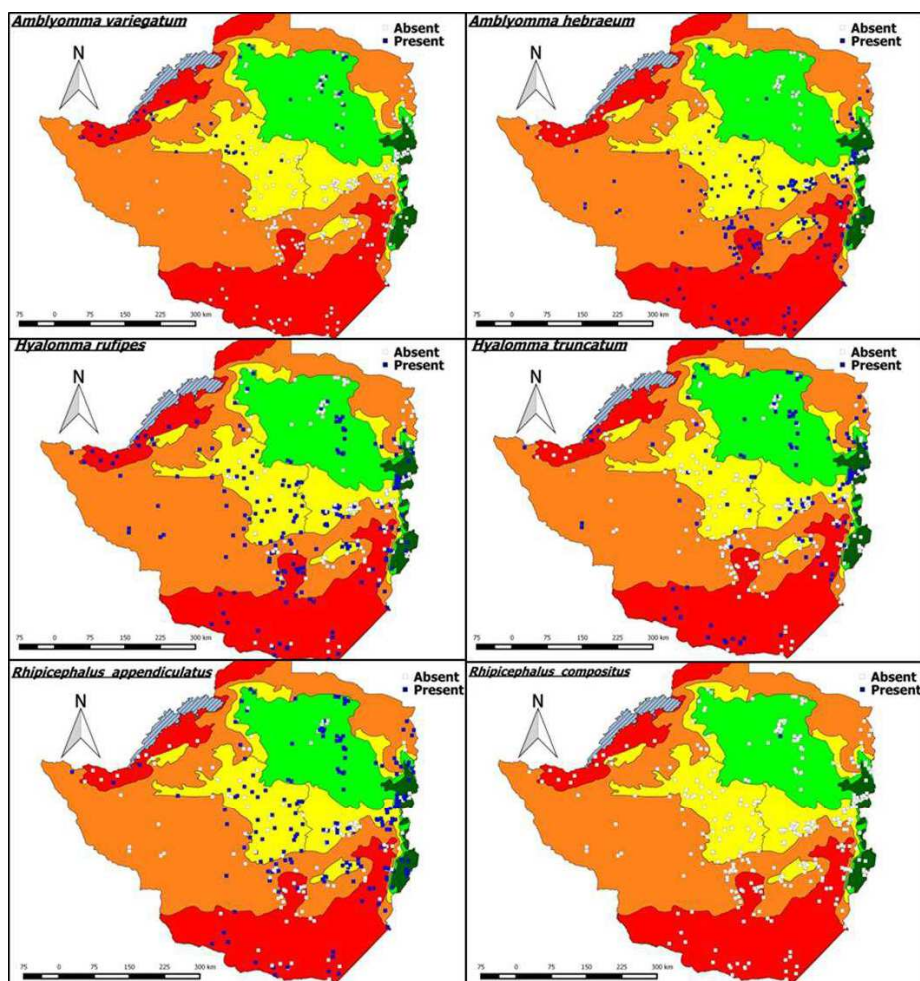 Amblyomma variegatum
Absent
Present
N
75 0 75 150 225 300 km
Amblyomma hebraeum
Absent
Present
N
75 0 75 150 225 300 km
Hyalomma rufipes
Absent
Present
N
75 0 75 150 225 300 km
Hyalomma truncatum
Absent
Present
N
75 0 75 150 225 300 km
Rhipicephalus appendiculatus
Absent
Present
N
75 0 75 150 225 300 km
Rhipicephalus compositus
Absent
Present
N
75 0 75 150 225 300 km